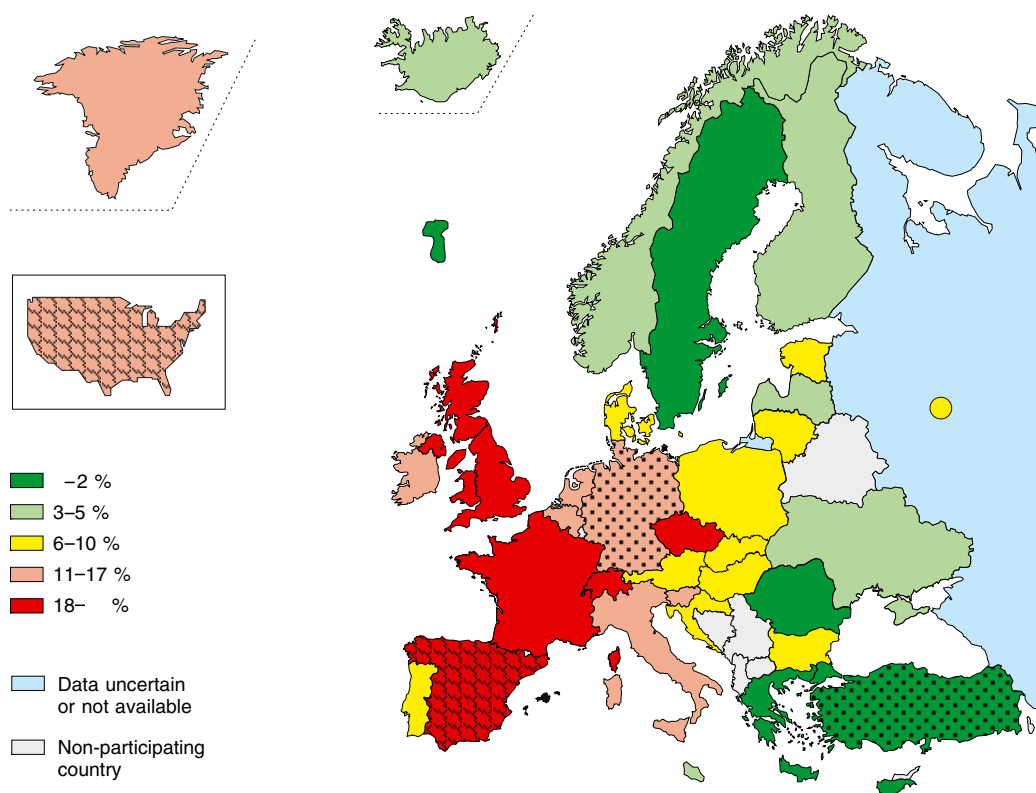 −2 %
3–5 %
6–10 %
11–17 %
18– %
Data uncertain
or not available
Non-participating
country